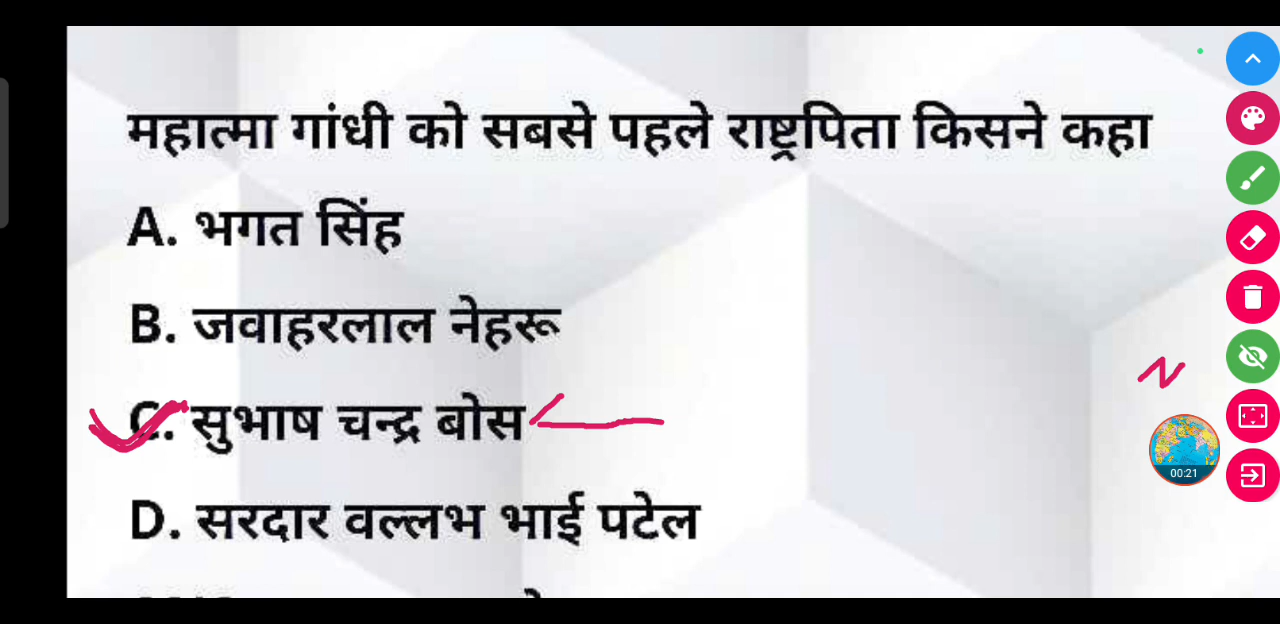 महात्मा गांधी को सबसे पहले राष्ट्रपिता किसने कहा
A. भगत सिंह
B. जवाहरलाल नेहरू
C. सुभाष चन्द्र बोस
D. सरदार वल्लभ भाई पटेल
00:21